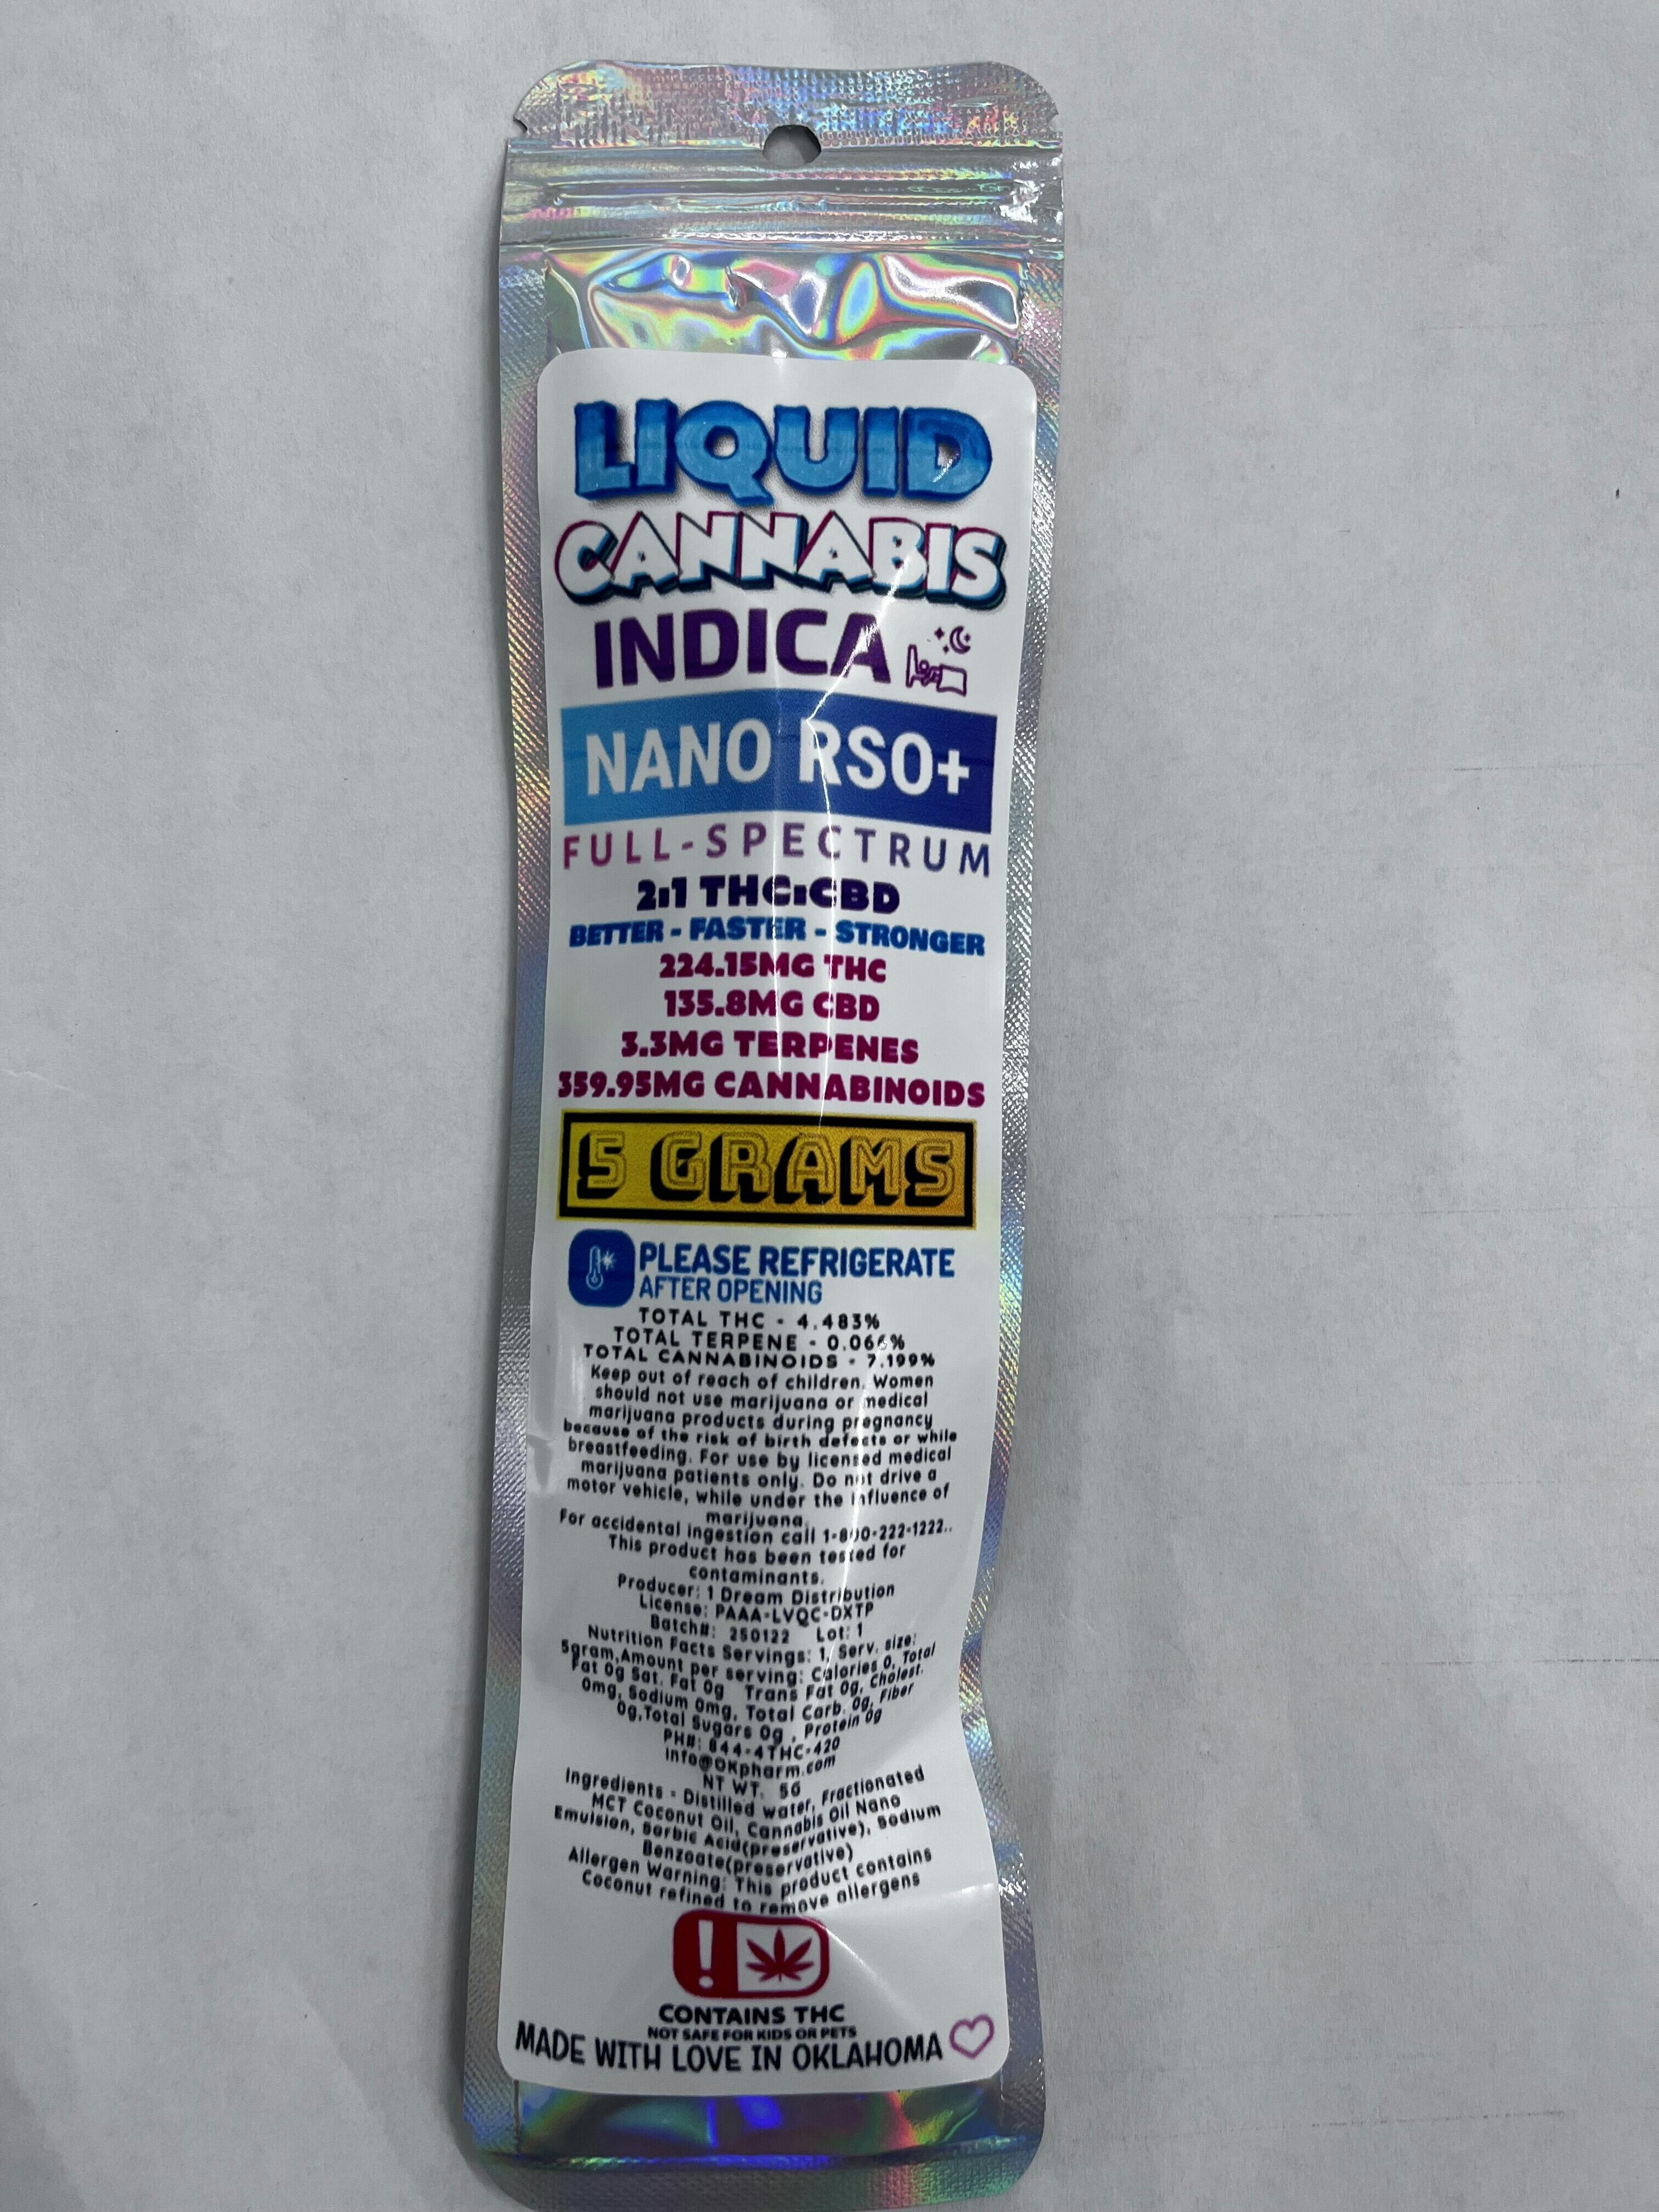 LIQUID
CANNABIS
INDICA
NANO RSO+
FULL-SPECTRUM
2:1 THC:CBD
BETTER - FASTER - STRONGER
224.15MG THC
135.8MG CBD
3.3MG TERPENES
359.95MG CANNABINOIDS
5 GRAMS
PLEASE REFRIGERATE
AFTER OPENING
TOTAL THC - 4.483%
TOTAL TERPENE - 0.066%
TOTAL CANNABINOIDS - 7.199%
Keep out of reach of children. Women
should not use marijuana or medical
marijuana products during pregnancy
because of the risk of birth defects or while
breastfeeding. For use by licensed medical
marijuana patients only. Do not drive a
motor vehicle, while under the influence of
marijuana.
For accidental ingestion call 1-800-222-1222..
This product has been tested for
contaminants.
Producer: 1 Dream Distribution
License: PAAA-LVQC-DXTP
Batch#: 250122 Lot: 1
Nutrition Facts Servings: 1, Serv. size:
5gram,Amount per serving: Calories 0, Total
Fat 0g Sat. Fat 0g Trans Fat 0g, Cholest.
0mg, Sodium 0mg, Total Carb. 0g, Fiber
0g,Total Sugars 0g , Protein 0g
PH#: 844-4THC-420
info@OKpharm.com
NT WT. 5G
Ingredients - Distilled water, Fractionated
MCT Coconut Oil, Cannabis Oil Nano
Emulsion, Sorbic Acid(preservative), Sodium
Benzoate(preservative)
Allergen Warning: This product contains
Coconut refined to remove allergens
!
CONTAINS THC
NOT SAFE FOR KIDS OR PETS
MADE WITH LOVE IN OKLAHOMA